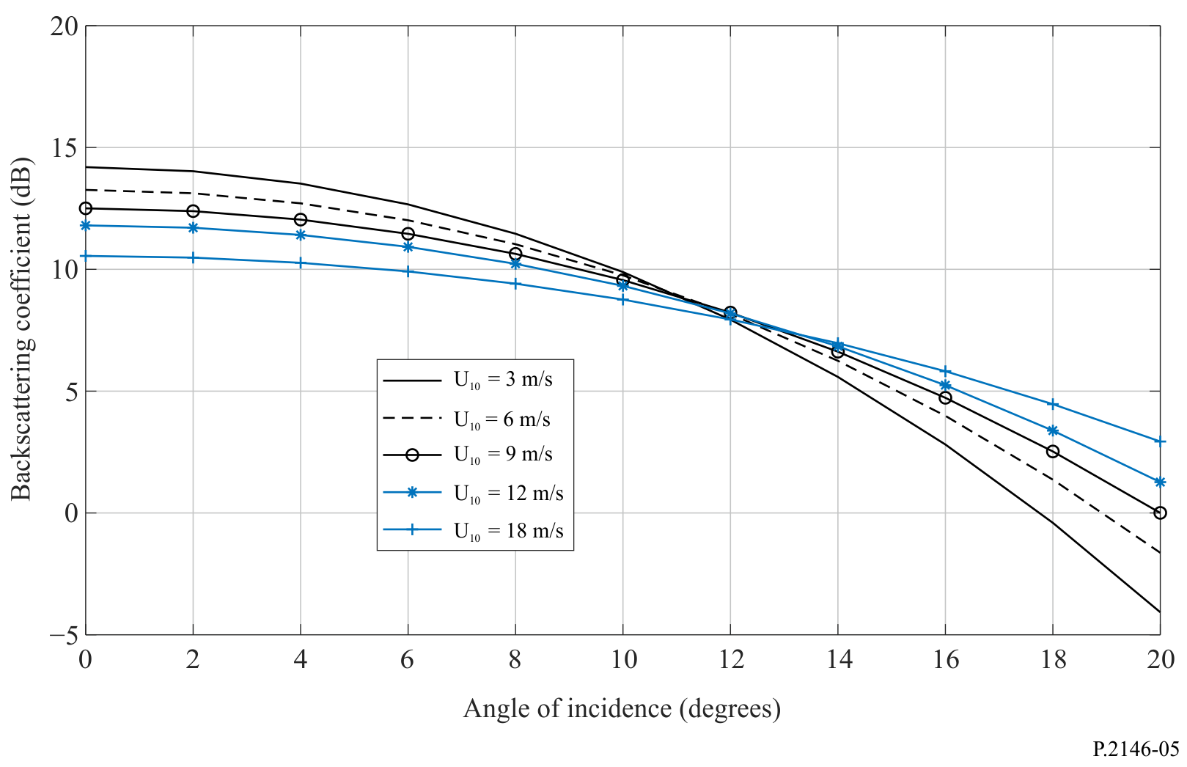 20
15
10
5
0
−5
Backscattering coefficient (dB)
U10 = 3 m/s
U10 = 6 m/s
U10 = 9 m/s
U10 = 12 m/s
U10 = 18 m/s
0 2 4 6 8 10 12 14 16 18 20
Angle of incidence (degrees)
P.2146-05